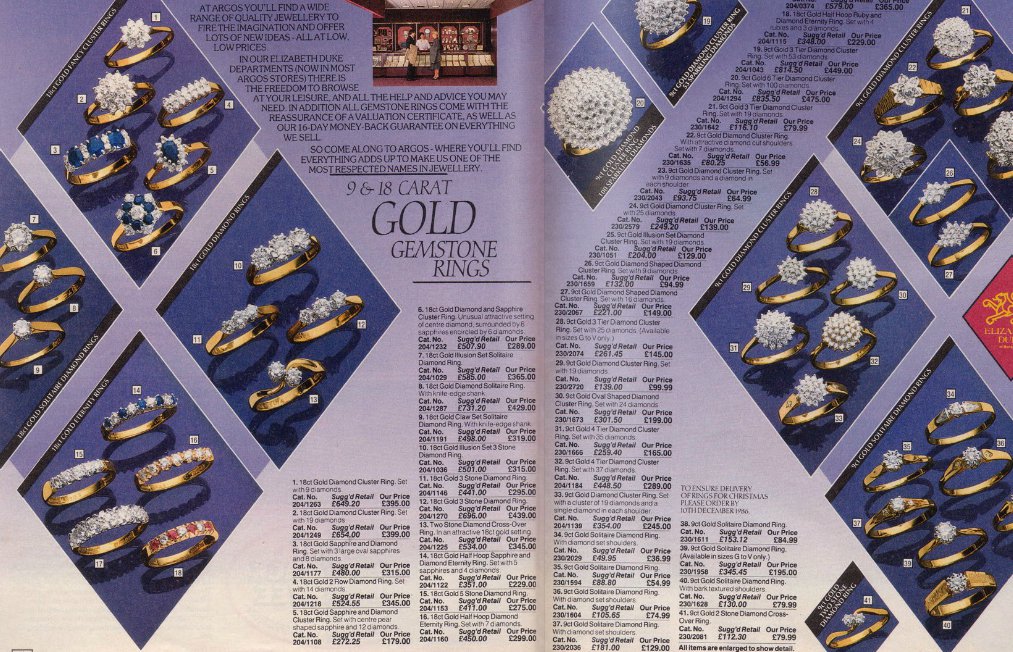 AT ARGOS YOU'LL FIND A WIDE
RANGE OF QUALITY JEWELLERY TO
FIRE THE IMAGINATION AND OFFER
LOTS OF NEW IDEAS - ALL AT LOW,
LOW PRICES.
IN OUR ELIZABETH DUKE
DEPARTMENTS (NOW IN MOST
ARGOS STORES) THERE IS
THE FREEDOM TO BROWSE
AT YOUR LEISURE, AND ALL THE HELP AND ADVICE YOU MAY
NEED. IN ADDITION ALL GEMSTONE RINGS COME WITH THE
REASSURANCE OF A VALUATION CERTIFICATE, AS WELL AS
OUR 16-DAY MONEY-BACK GUARANTEE ON EVERYTHING
WE SELL.
SO COME ALONG TO ARGOS - WHERE YOU'LL FIND
EVERYTHING ADDS UP TO MAKE US ONE OF THE
MOST RESPECTED NAMES IN JEWELLERY.
9 & 18 CARAT
GOLD
GEMSTONE
RINGS
18ct GOLD FANCY CLUSTER RINGS
18ct GOLD DIAMOND RINGS
18ct GOLD SOLITAIRE DIAMOND RINGS
18ct GOLD ETERNITY RINGS
1. 18ct Gold Diamond Cluster Ring. Set
with 9 diamonds.
Cat. No. Sugg'd Retail Our Price
204/1263 £649.20 £395.00
2. 18ct Gold Diamond Cluster Ring. Set
with 19 diamonds.
Cat. No. Sugg'd Retail Our Price
204/1249 £654.00 £399.00
3. 18ct Gold Sapphire and Diamond
Ring. Set with 3 large oval sapphires
and 8 diamonds.
Cat. No. Sugg'd Retail Our Price
204/1177 £480.00 £315.00
4. 18ct Gold 2 Row Diamond Ring. Set
with 14 diamonds.
Cat. No. Sugg'd Retail Our Price
204/1218 £524.55 £345.00
5. 18ct Gold Sapphire and Diamond
Cluster Ring. Set with centre pear
shaped sapphire and 12 diamonds.
Cat. No. Sugg'd Retail Our Price
204/1108 £272.25 £179.00
6. 18ct Gold Diamond and Sapphire
Cluster Ring. Unusual attractive setting
of centre diamond, surrounded by 6
sapphires encircled by 6 diamonds.
Cat. No. Sugg'd Retail Our Price
204/1232 £507.90 £289.00
7. 18ct Gold Illusion Set Solitaire
Diamond Ring.
Cat. No. Sugg'd Retail Our Price
204/1029 £585.00 £365.00
8. 18ct Gold Diamond Solitaire Ring.
With knife-edge shank.
Cat. No. Sugg'd Retail Our Price
204/1287 £731.20 £429.00
9. 18ct Gold Claw Set Solitaire
Diamond Ring. With knife-edge shank.
Cat. No. Sugg'd Retail Our Price
204/1191 £498.00 £319.00
10. 18ct Gold Illusion Set 3 Stone
Diamond Ring.
Cat. No. Sugg'd Retail Our Price
204/1036 £501.00 £315.00
11. 18ct Gold 3 Stone Diamond Ring.
Cat. No. Sugg'd Retail Our Price
204/1146 £441.00 £295.00
12. 18ct Gold 3 Stone Diamond Ring.
Cat. No. Sugg'd Retail Our Price
204/1270 £696.00 £439.00
13. Two Stone Diamond Cross-Over
Ring. In an attractive 18ct gold setting.
Cat. No. Sugg'd Retail Our Price
204/1225 £534.00 £345.00
14. 18ct Gold Half Hoop Sapphire and
Diamond Eternity Ring. Set with 5
sapphires and 4 diamonds.
Cat. No. Sugg'd Retail Our Price
204/1122 £351.00 £229.00
15. 18ct Gold 5 Stone Diamond Ring.
Cat. No. Sugg'd Retail Our Price
204/1153 £411.00 £275.00
16. 18ct Gold Half Hoop Diamond
Eternity Ring. Set with 7 diamonds.
Cat. No. Sugg'd Retail Our Price
204/1160 £450.00 £299.00
204/0374 £579.00 £365.00
18. 18ct Gold Half Hoop Ruby and
Diamond Eternity Ring. Set with 4
rubies and 3 diamonds.
Cat. No. Sugg'd Retail Our Price
204/1115 £348.00 £229.00
19. 9ct Gold 3 Tier Diamond Cluster
Ring. Set with 53 diamonds.
Cat. No. Sugg'd Retail Our Price
204/1043 £814.50 £449.00
20. 9ct Gold 6 Tier Diamond Cluster
Ring. Set with 100 diamonds.
Cat. No. Sugg'd Retail Our Price
204/1294 £835.50 £475.00
21. 9ct Gold 3 Tier Diamond Cluster
Ring. Set with 19 diamonds.
Cat. No. Sugg'd Retail Our Price
230/1642 £116.10 £79.99
22. 9ct Gold Diamond Cluster Ring.
With attractive diamond cut shoulders.
Set with 7 diamonds.
Cat. No. Sugg'd Retail Our Price
230/1635 £80.25 £56.99
23. 9ct Gold Diamond Cluster Ring. Set
with 9 diamonds and a diamond in
each shoulder.
Cat. No. Sugg'd Retail Our Price
230/2043 £93.75 £64.99
24. 9ct Gold Diamond Cluster Ring. Set
with 25 diamonds.
Cat. No. Sugg'd Retail Our Price
230/2579 £249.20 £139.00
25. 9ct Gold Illusion Set Diamond
Cluster Ring. Set with 19 diamonds.
Cat. No. Sugg'd Retail Our Price
230/1051 £204.00 £129.00
26. 9ct Gold Diamond Shaped Diamond
Cluster Ring. Set with 9 diamonds.
Cat. No. Sugg'd Retail Our Price
230/1659 £132.00 £94.99
27. 9ct Gold Diamond Shaped Diamond
Cluster Ring. Set with 16 diamonds.
Cat. No. Sugg'd Retail Our Price
230/2067 £221.00 £149.00
28. 9ct Gold 3 Tier Diamond Cluster
Ring. Set with 25 diamonds. (Available
in sizes G to V only.)
Cat. No. Sugg'd Retail Our Price
230/2074 £261.45 £145.00
29. 9ct Gold Diamond Cluster Ring. Set
with 19 diamonds.
Cat. No. Sugg'd Retail Our Price
230/2720 £139.00 £99.99
30. 9ct Gold Oval Shaped Diamond
Cluster Ring. Set with 24 diamonds.
Cat. No. Sugg'd Retail Our Price
230/1673 £301.50 £199.00
31. 9ct Gold 4 Tier Diamond Cluster
Ring. Set with 35 diamonds.
Cat. No. Sugg'd Retail Our Price
230/1666 £259.40 £165.00
32. 9ct Gold 4 Tier Diamond Cluster
Ring. Set with 37 diamonds.
Cat. No. Sugg'd Retail Our Price
204/1184 £448.50 £289.00
33. 9ct Gold Diamond Cluster Ring. Set
with a cluster of 19 diamonds and a
single diamond in each shoulder.
Cat. No. Sugg'd Retail Our Price
204/1139 £354.00 £245.00
34. 9ct Gold Solitaire Diamond Ring.
With diamond set shoulders.
Cat. No. Sugg'd Retail Our Price
230/2029 £49.95 £38.99
35. 9ct Gold Solitaire Diamond Ring.
Cat. No. Sugg'd Retail Our Price
230/1594 £88.80 £54.99
36. 9ct Gold Solitaire Diamond Ring.
With diamond set shoulders.
Cat. No. Sugg'd Retail Our Price
230/1604 £105.65 £74.99
37. 9ct Gold Solitaire Diamond Ring.
With diamond set shoulders.
Cat. No. Sugg'd Retail Our Price
230/2036 £181.00 £129.00
TO ENSURE DELIVERY
OF RINGS FOR CHRISTMAS
PLEASE ORDER BY
10TH DECEMBER 1986.
38. 9ct Gold Solitaire Diamond Ring.
Cat. No. Sugg'd Retail Our Price
230/1611 £153.12 £84.99
39. 9ct Gold Solitaire Diamond Ring.
(Available in sizes G to V only.)
Cat. No. Sugg'd Retail Our Price
230/1958 £345.45 £195.00
40. 9ct Gold Solitaire Diamond Ring.
With bark textured shoulders.
Cat. No. Sugg'd Retail Our Price
230/1628 £130.00 £79.99
41. 9ct Gold 2 Stone Diamond Cross-
Over Ring.
Cat. No. Sugg'd Retail Our Price
230/2081 £112.30 £79.99
All items are enlarged to show detail.
9ct GOLD DIAMOND CLUSTER RINGS
9ct GOLD DIAMOND CLUSTER RINGS
9ct GOLD SOLITAIRE DIAMOND RINGS